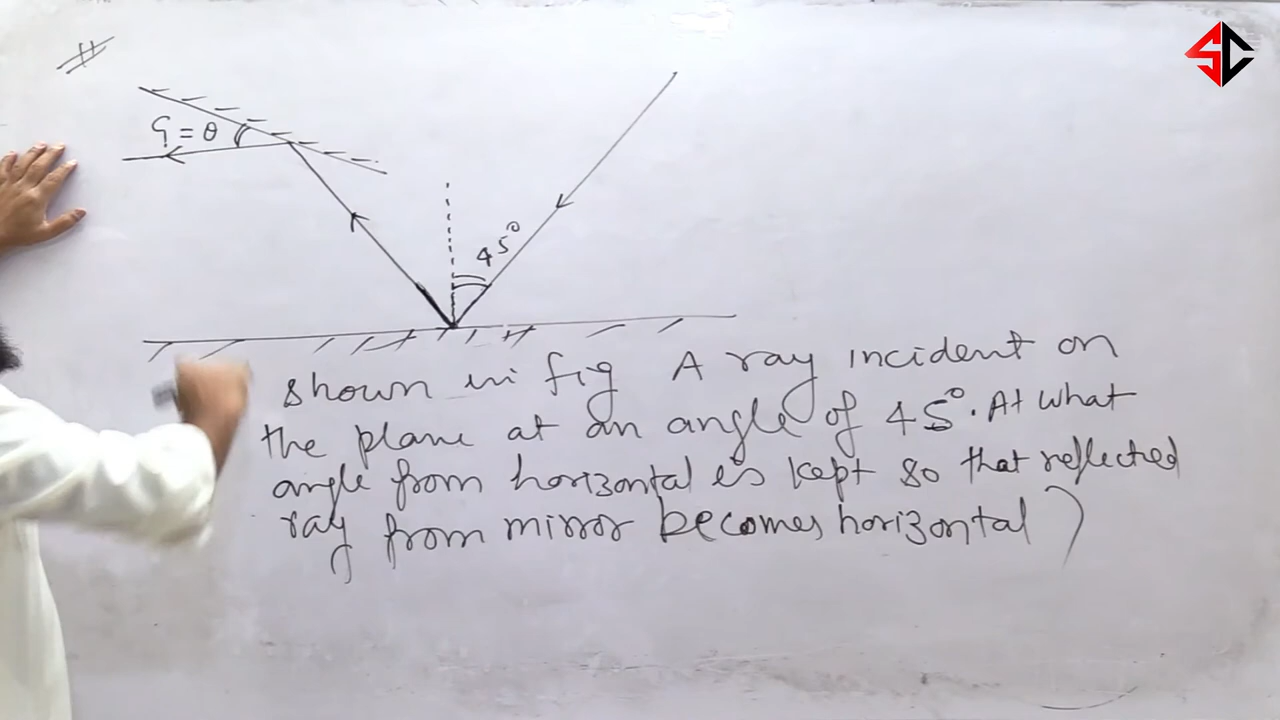 #
G = θ
45°
shown in fig A ray incident on
the plane at an angle of 45°. At what
angle from horizontal is kept so that reflected
ray from mirror becomes horizontal )
SC